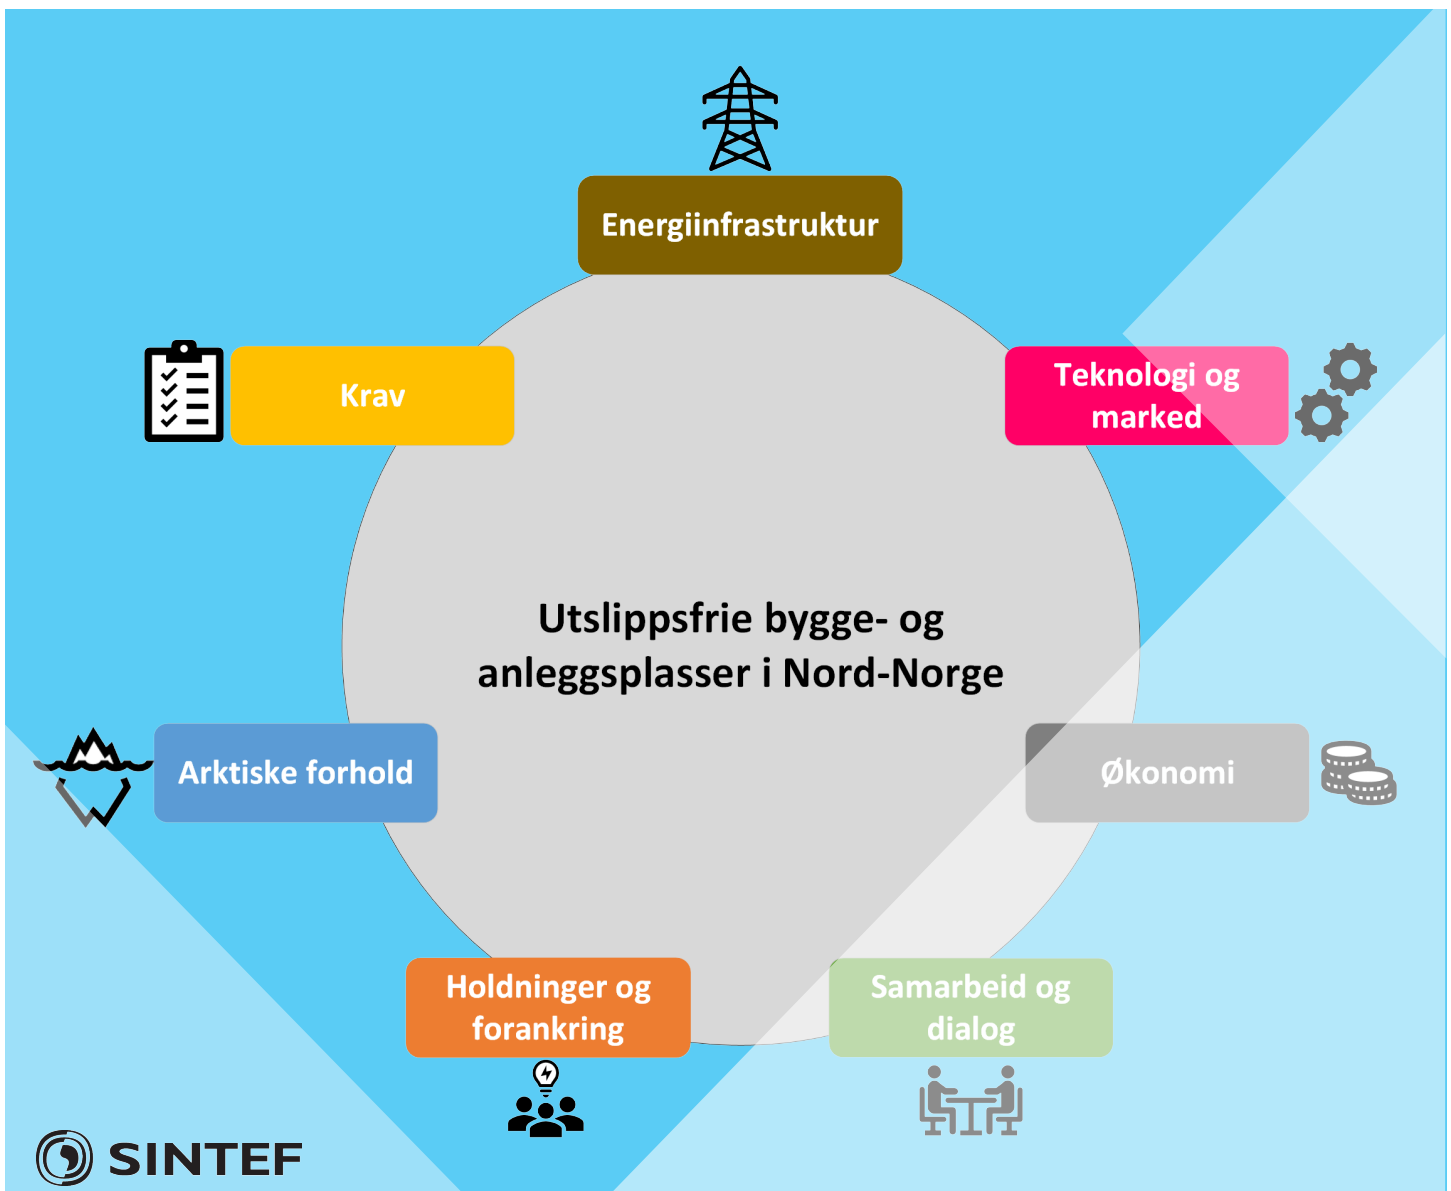 Energiinfrastruktur
Krav
Teknologi og
marked
Utslippsfrie bygge- og
anleggsplasser i Nord-Norge
Arktiske forhold
Økonomi
Holdninger og
forankring
Samarbeid og
dialog
SINTEF